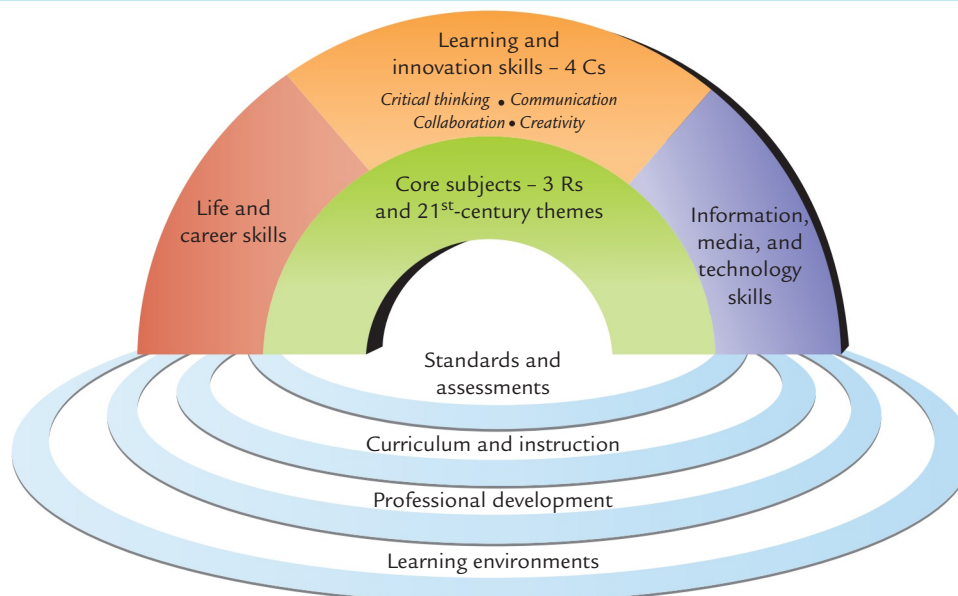 Learning and
innovation skills – 4 Cs
Critical thinking • Communication
Collaboration • Creativity
Core subjects – 3 Rs
and 21st-century themes
Life and
career skills
Information,
media, and
technology
skills
Standards and
assessments
Curriculum and instruction
Professional development
Learning environments